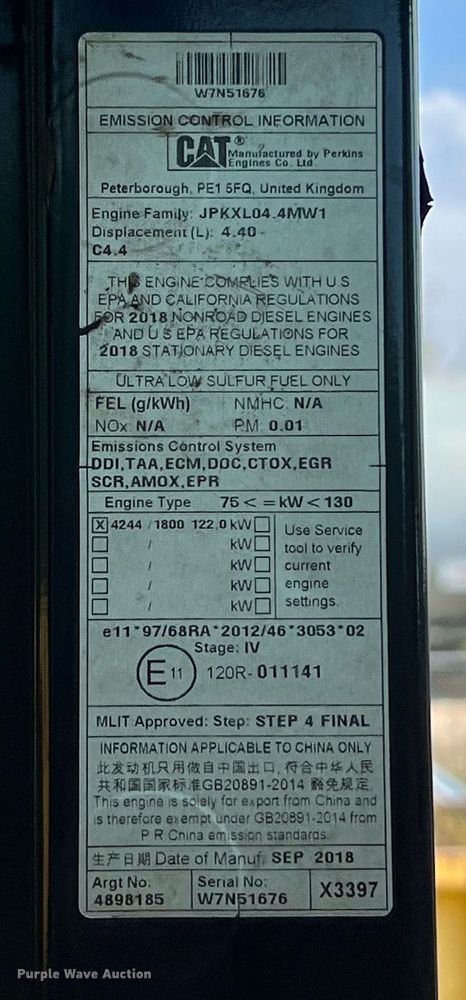 W7N51676
EMISSION CONTROL INFORMATION
CAT®
Manufactured by Perkins
Engines Co. Ltd.
Peterborough, PE1 5FQ, United Kingdom
Engine Family: JPKXL04.4MW1
Displacement (L): 4.40
C4.4
THIS ENGINE COMPLIES WITH U S
EPA AND CALIFORNIA REGULATIONS
FOR 2018 NONROAD DIESEL ENGINES
AND U S EPA REGULATIONS FOR
2018 STATIONARY DIESEL ENGINES
ULTRA LOW SULFUR FUEL ONLY
FEL (g/kWh) NMHC N/A
NOx N/A PM 0.01
Emissions Control System
DDI,TAA,ECM,DOC,CTOX,EGR
SCR,AMOX,EPR
Engine Type 75 < = kW < 130
X 4244 / 1800 122.0 kW
/ kW
/ kW
/ kW
/ kW
Use Service
tool to verify
current
engine
settings.
e11*97/68RA*2012/46*3053*02
Stage: IV
E 11 120R- 011141
MLIT Approved: Step: STEP 4 FINAL
INFORMATION APPLICABLE TO CHINA ONLY
此发动机只用做自中国出口, 符合中华人民
共和国国家标准GB20891-2014 豁免规定.
This engine is solely for export from China and
is therefore exempt under GB20891-2014 from
P R China emission standards.
生产日期 Date of Manuf. SEP 2018
Argt No:
4898185
Serial No:
W7N51676
X3397
Purple Wave Auction